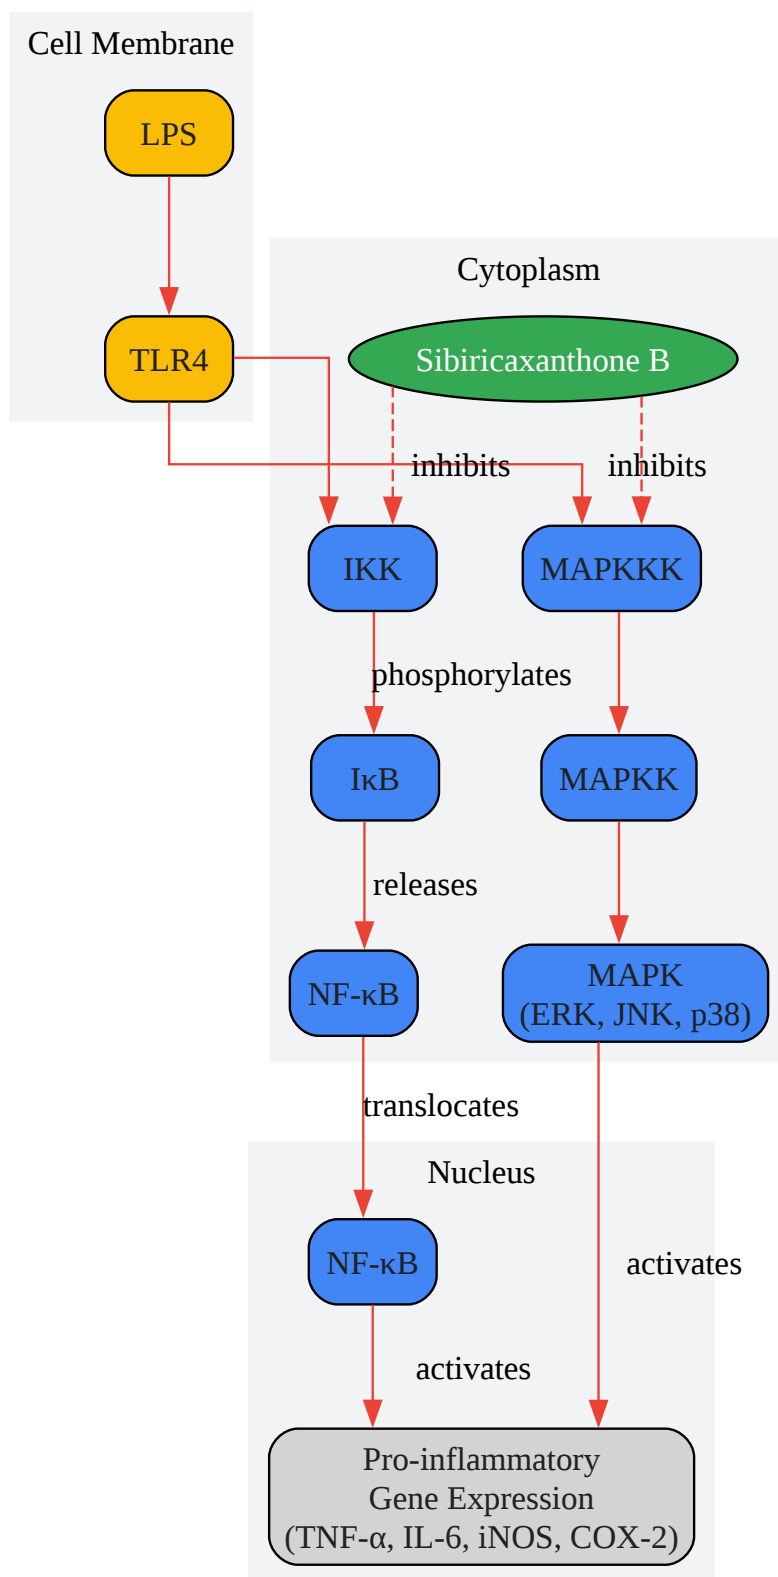 Cell Membrane
LPS
TLR4
Cytoplasm
Sibiricaxanthone B
inhibits
inhibits
IKK
MAPKKK
phosphorylates
IκB
MAPKK
releases
NF-κB
MAPK
(ERK, JNK, p38)
translocates
Nucleus
NF-κB
activates
activates
Pro-inflammatory
Gene Expression
(TNF-α, IL-6, iNOS, COX-2)